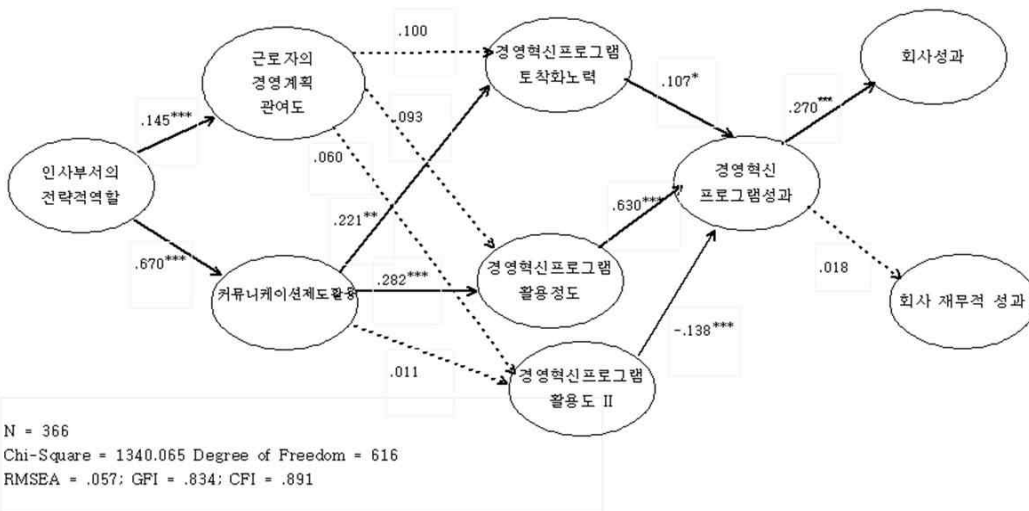 .100
근로자의
경영계획
관여도
경영혁신프로그램
토착화노력
회사성과
.145***
.093
.107*
.270***
.060
인사부서의
전략적역할
경영혁신
프로그램성과
.221**
.630***
.670***
커뮤니케이션제도활용
.282***
경영혁신프로그램
활용정도
.018
회사 재무적 성과
-.138***
.011
경영혁신프로그램
활용도 II
N = 366
Chi-Square = 1340.065 Degree of Freedom = 616
RMSEA = .057; GFI = .834; CFI = .891